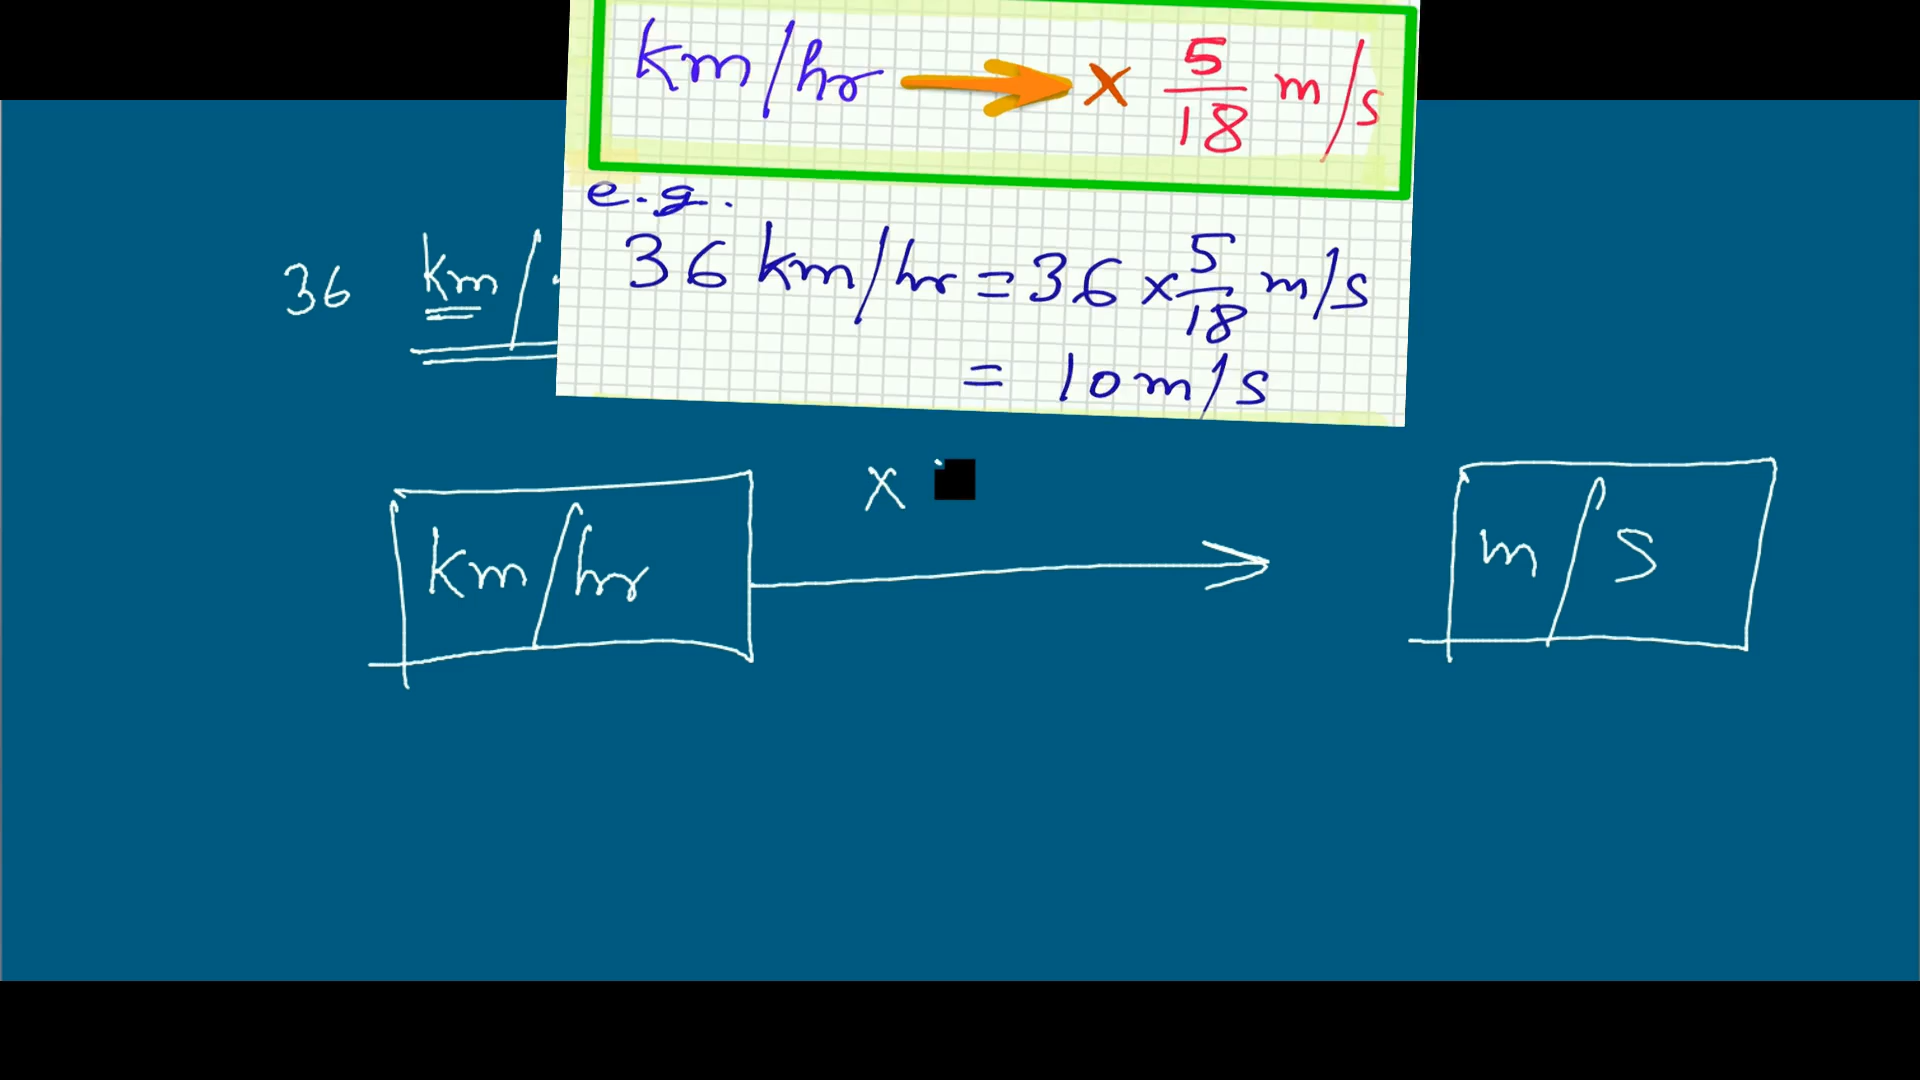 km/hr → × 5/18 m/s
e.g.
36 km/hr = 36 × 5/18 m/s
= 10 m/s
36 km/
×
km/hr
m/s